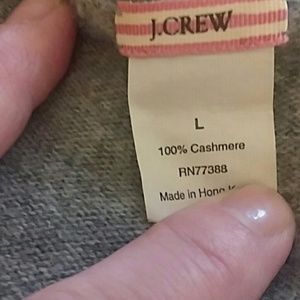 J.CREW
L
100% Cashmere
RN77388
Made in Hong K